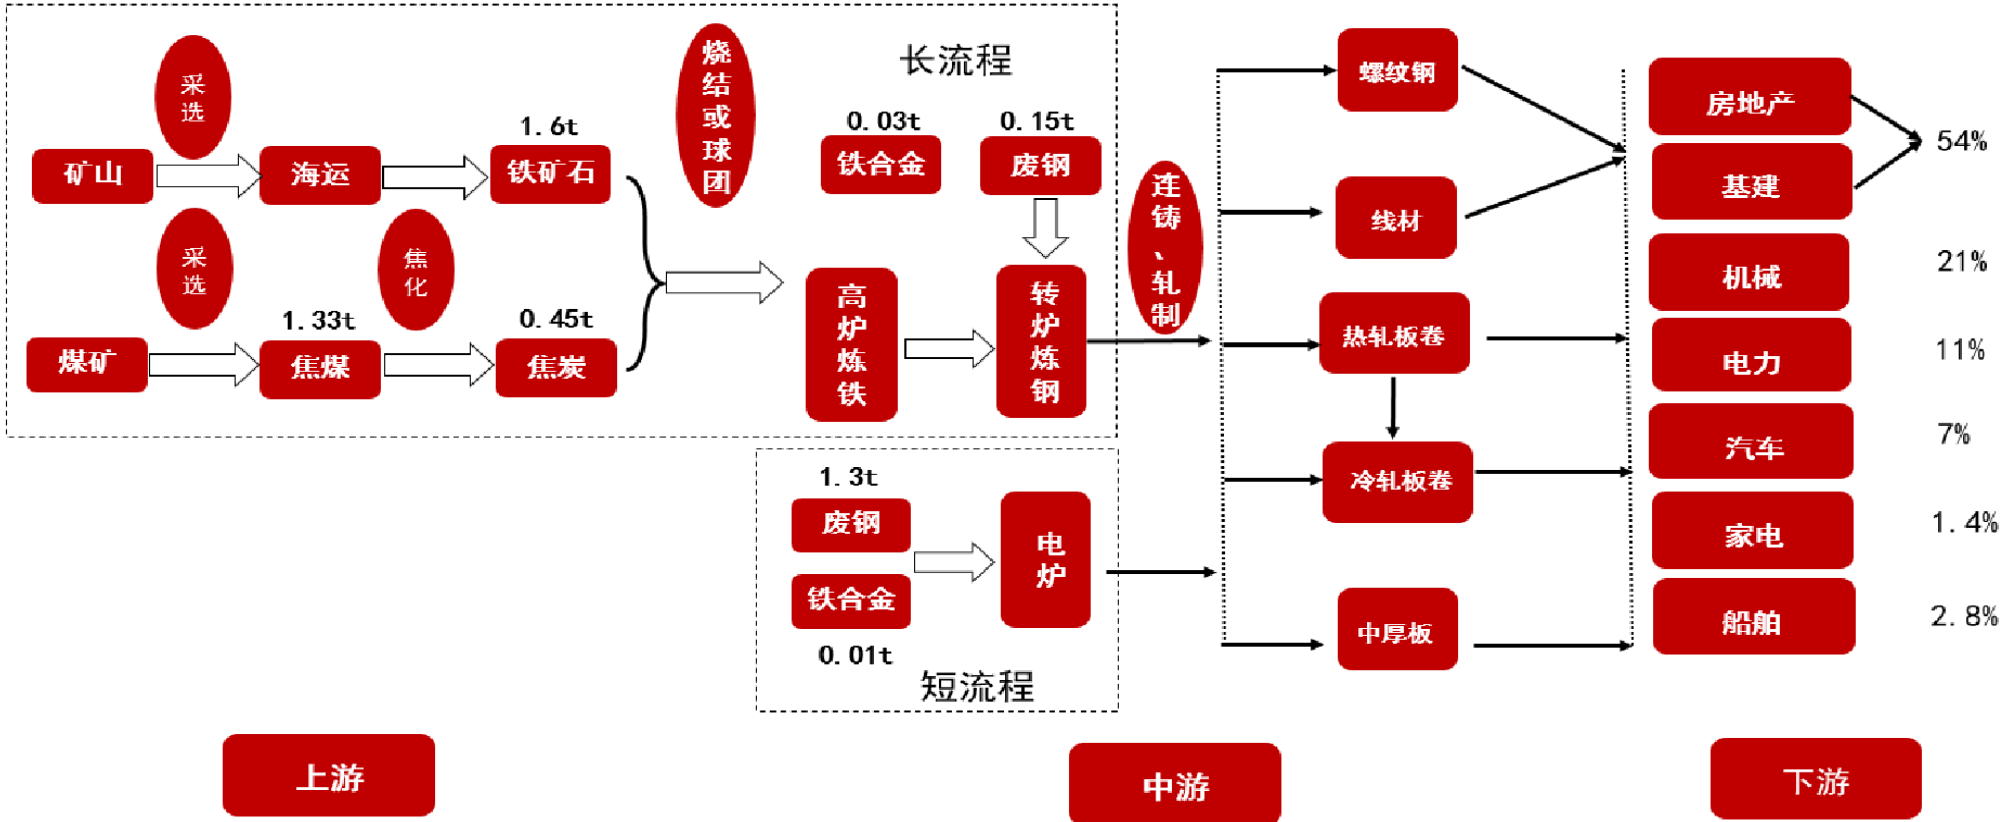 长流程
采选
烧结或球团
1.6t
0.03t
0.15t
矿山
海运
铁矿石
铁合金
废钢
采选
焦化
1.33t
0.45t
煤矿
焦煤
焦炭
高炉炼铁
转炉炼钢
连铸、轧制
1.3t
废钢
铁合金
0.01t
电炉
短流程
螺纹钢
线材
热轧板卷
冷轧板卷
中厚板
房地产
基建
54%
机械
21%
电力
11%
汽车
7%
家电
1.4%
船舶
2.8%
上游
中游
下游